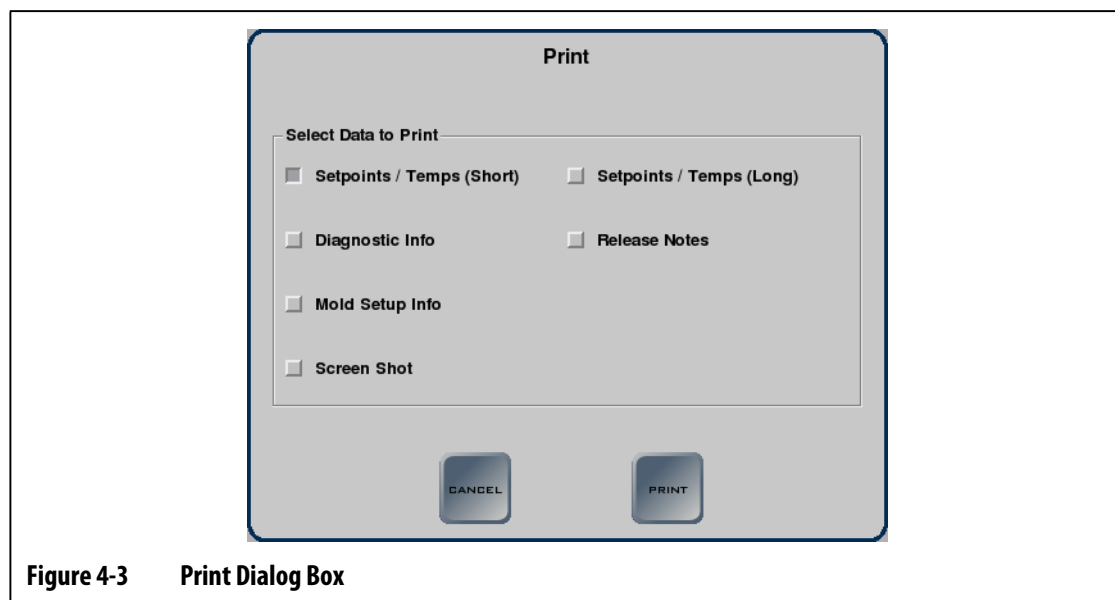 Print
Select Data to Print
Setpoints / Temps (Short) Setpoints / Temps (Long)
Diagnostic Info Release Notes
Mold Setup Info
Screen Shot
CANCEL PRINT
Figure 4-3 Print Dialog Box